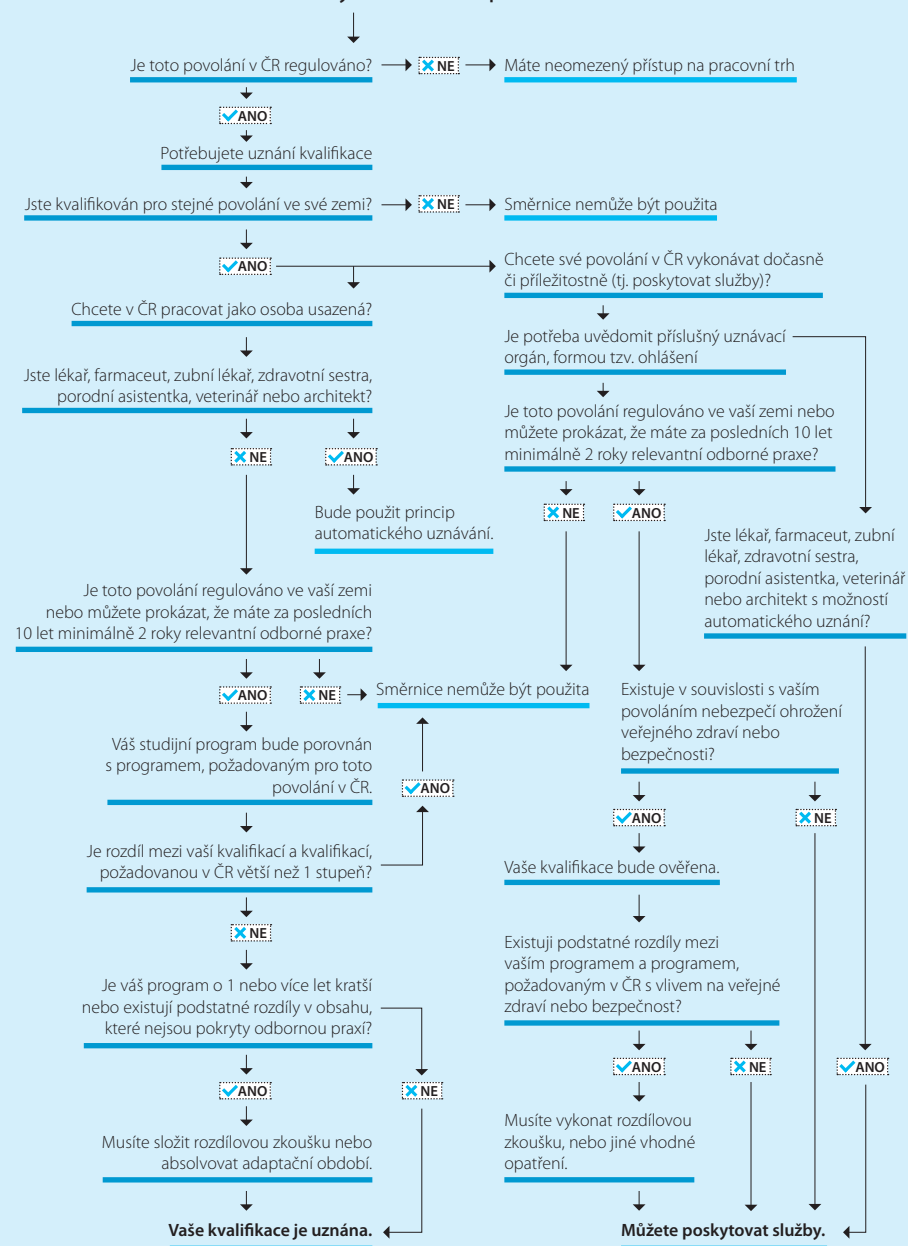 Je toto povolání v ČR regulováno?
NE
Máte neomezený přístup na pracovní trh
ANO
Potřebujete uznání kvalifikace
Jste kvalifikován pro stejné povolání ve své zemi?
NE
Směrnice nemůže být použita
ANO
Chcete v ČR pracovat jako osoba usazená?
Jste lékař, farmaceut, zubní lékař, zdravotní sestra,
porodní asistentka, veterinář nebo architekt?
NE
ANO
Bude použit princip
automatického uznávání.
Je toto povolání regulováno ve vaší zemi
nebo můžete prokázat, že máte za posledních
10 let minimálně 2 roky relevantní odborné praxe?
ANO
NE
Směrnice nemůže být použita
Váš studijní program bude porovnán
s programem, požadovaným pro toto
povolání v ČR.
ANO
Je rozdíl mezi vaší kvalifikací a kvalifikací,
požadovanou v ČR větší než 1 stupeň?
NE
Je váš program o 1 nebo více let kratší
nebo existují podstatné rozdíly v obsahu,
které nejsou pokryty odbornou praxí?
ANO
NE
Musíte složit rozdílovou zkoušku nebo
absolvovat adaptační období.
Vaše kvalifikace je uznána.
Chcete své povolání v ČR vykonávat dočasně
či příležitostně (tj. poskytovat služby)?
Je potřeba uvědomit příslušný uznávací
orgán, formou tzv. ohlášení
Je toto povolání regulováno ve vaší zemi nebo
můžete prokázat, že máte za posledních 10 let
minimálně 2 roky relevantní odborné praxe?
NE
ANO
Existuje v souvislosti s vaším
povoláním nebezpečí ohrožení
veřejného zdraví nebo
bezpečnosti?
ANO
NE
Vaše kvalifikace bude ověřena.
Existuji podstatné rozdíly mezi
vaším programem a programem,
požadovaným v ČR s vlivem na veřejné
zdraví nebo bezpečnost?
ANO
NE
Musíte vykonat rozdílovou
zkoušku, nebo jiné vhodné
opatření.
Jste lékař, farmaceut, zubní
lékař, zdravotní sestra,
porodní asistentka, veterinář
nebo architekt s možností
automatického uznání?
ANO
Můžete poskytovat služby.